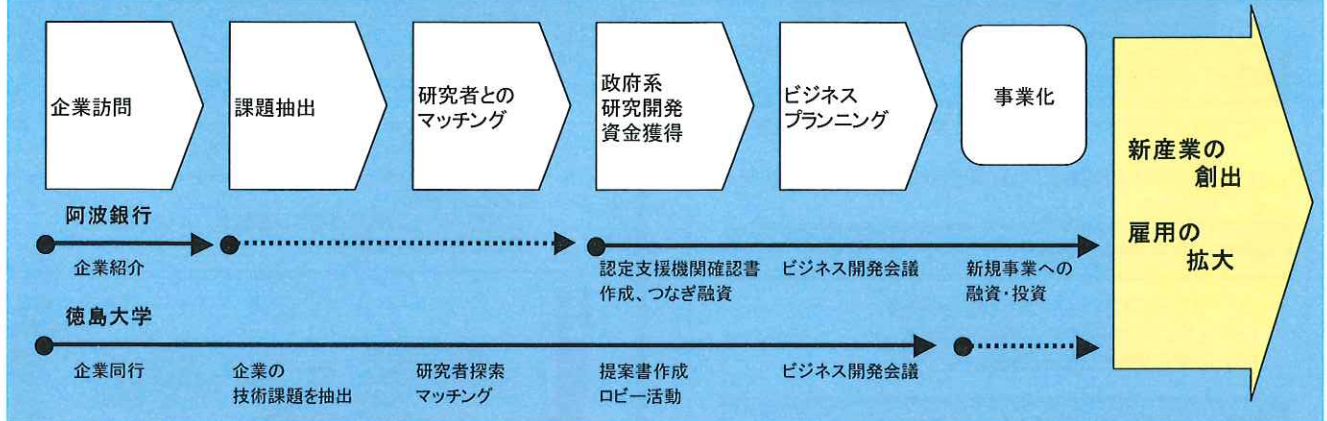 企業訪問
課題抽出
研究者との
マッチング
政府系
研究開発
資金獲得
ビジネス
プランニング
事業化
新産業の
創出
雇用の
拡大
阿波銀行
企業紹介
認定支援機関確認書
作成、つなぎ融資
ビジネス開発会議
新規事業への
融資・投資
徳島大学
企業同行
企業の
技術課題を抽出
研究者探索
マッチング
提案書作成
ロビー活動
ビジネス開発会議